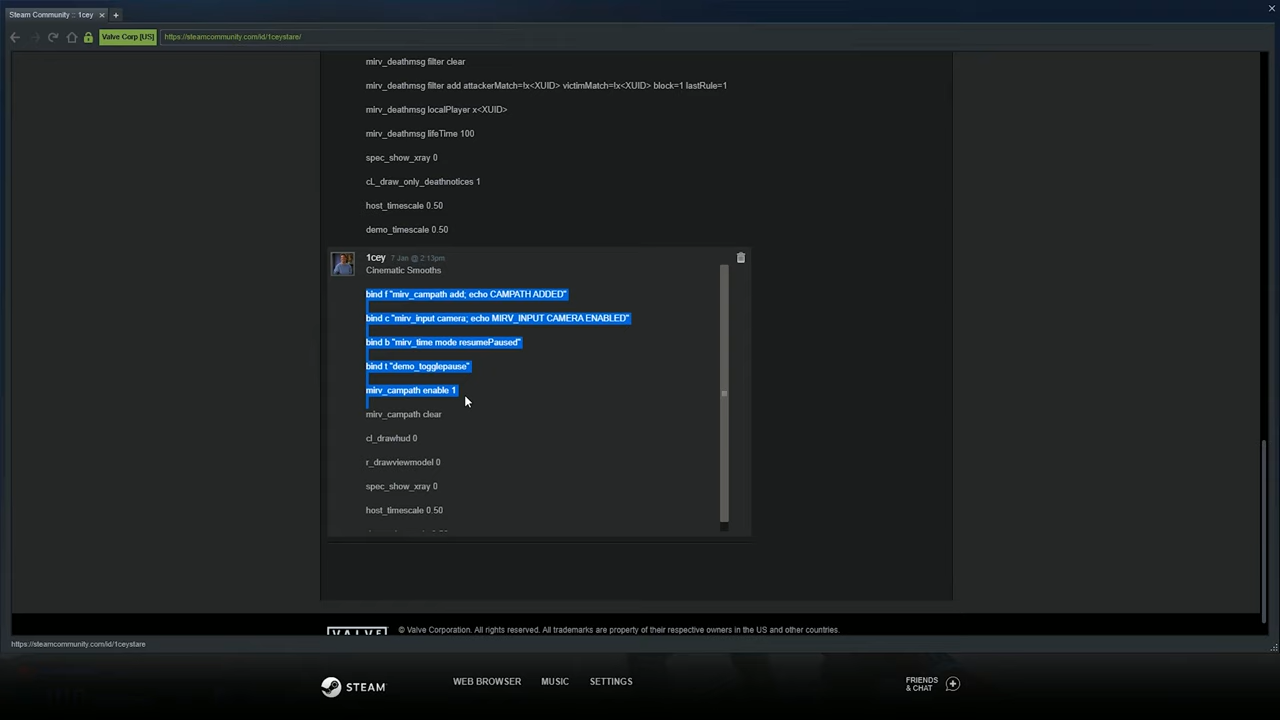 Steam Community :: 1cey
Valve Corp [US]
https://steamcommunity.com/id/1ceystare/
mirv_deathmsg filter clear
mirv_deathmsg filter add attackerMatch=!x<XUID> victimMatch=!x<XUID> block=1 lastRule=1
mirv_deathmsg localPlayer x<XUID>
mirv_deathmsg lifeTime 100
spec_show_xray 0
cL_draw_only_deathnotices 1
host_timescale 0.50
demo_timescale 0.50
1cey 7 Jan @ 2:13pm
Cinematic Smooths
bind f "mirv_campath add; echo CAMPATH ADDED"
bind c "mirv_input camera; echo MIRV_INPUT CAMERA ENABLED"
bind b "mirv_time mode resumePaused"
bind t "demo_togglepause"
mirv_campath enable 1
mirv_campath clear
cl_drawhud 0
r_drawviewmodel 0
spec_show_xray 0
host_timescale 0.50
VALVE
© Valve Corporation. All rights reserved. All trademarks are property of their respective owners in the US and other countries.
https://steamcommunity.com/id/1ceystare
STEAM
WEB BROWSER
MUSIC
SETTINGS
FRIENDS
& CHAT